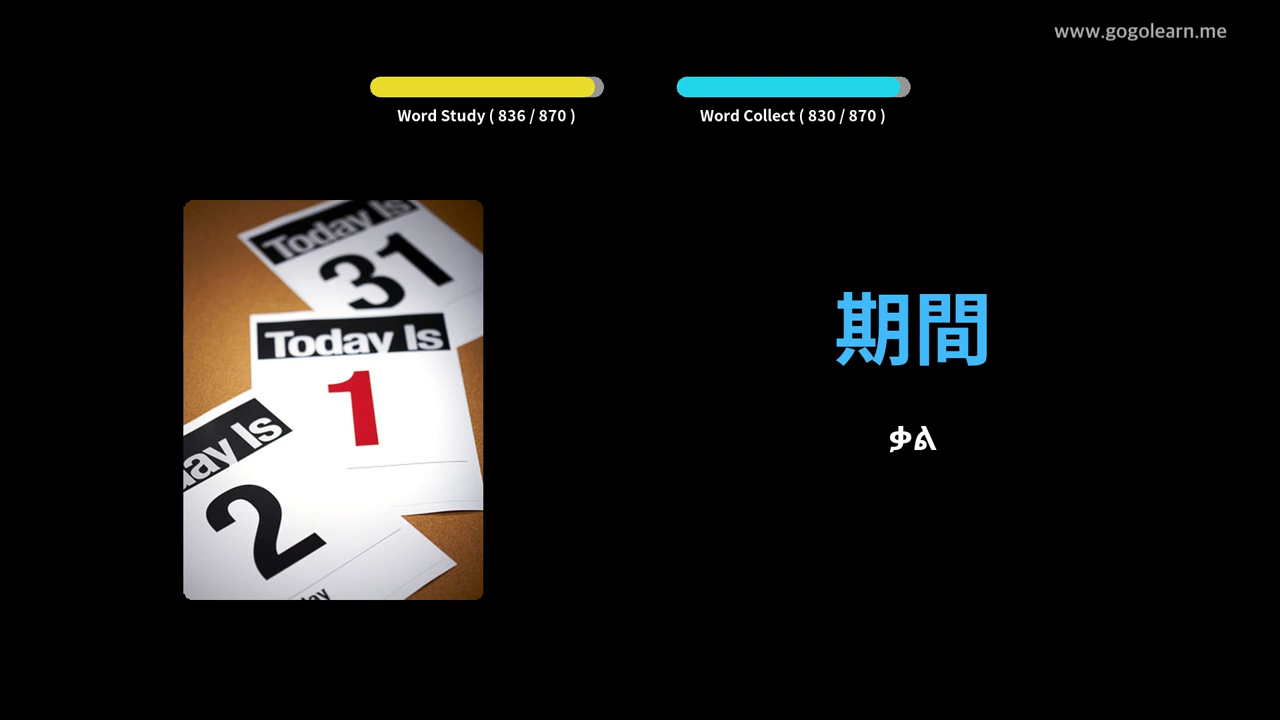 www.gogolearn.me
Word Study ( 836 / 870 )
Word Collect ( 830 / 870 )
Today Is
31
Today Is
1
ay Is
2
day
期間
ቃል